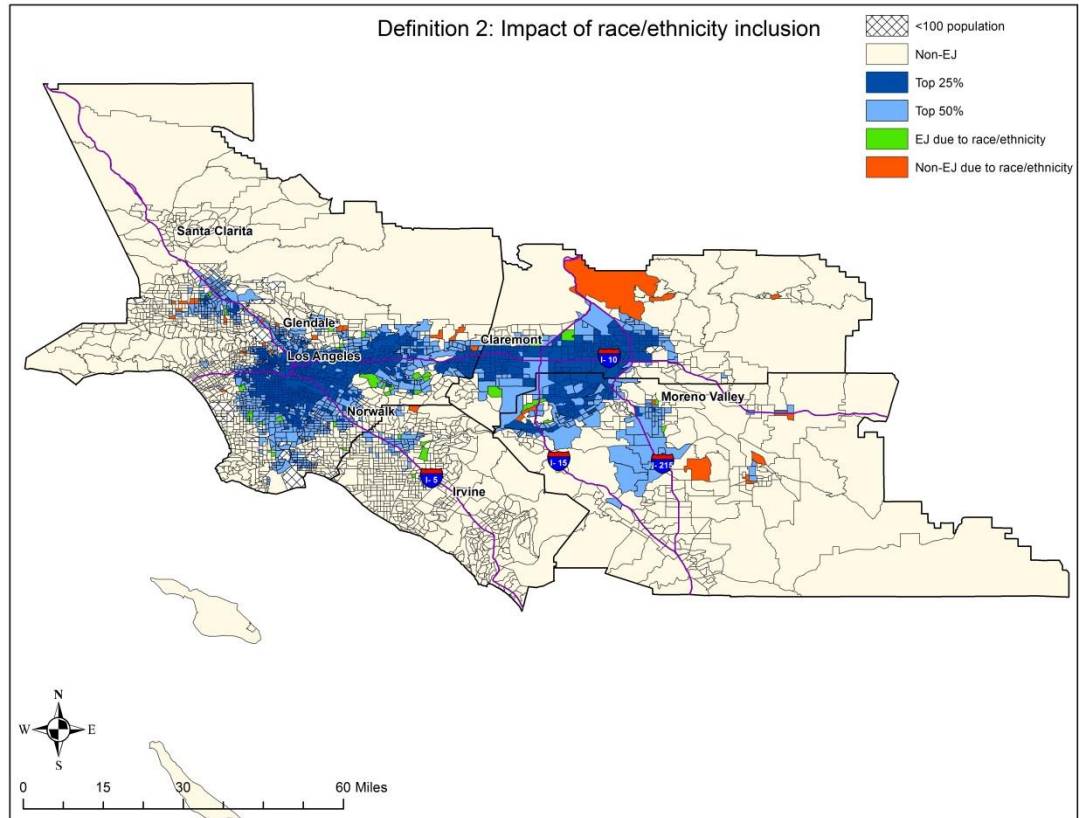 Definition 2: Impact of race/ethnicity inclusion
<100 population
Non-EJ
Top 25%
Top 50%
EJ due to race/ethnicity
Non-EJ due to race/ethnicity
Santa Clarita
Glendale
Los Angeles
Claremont
I- 10
Norwalk
Moreno Valley
I- 5
I- 15
I- 215
Irvine
N
W E
S
0 15 30 60 Miles